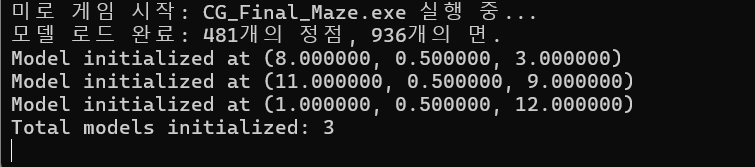 미로 게임 시작: CG_Final_Maze.exe 실행 중...
모델 로드 완료: 481개의 정점, 936개의 면.
Model initialized at (8.000000, 0.500000, 3.000000)
Model initialized at (11.000000, 0.500000, 9.000000)
Model initialized at (1.000000, 0.500000, 12.000000)
Total models initialized: 3